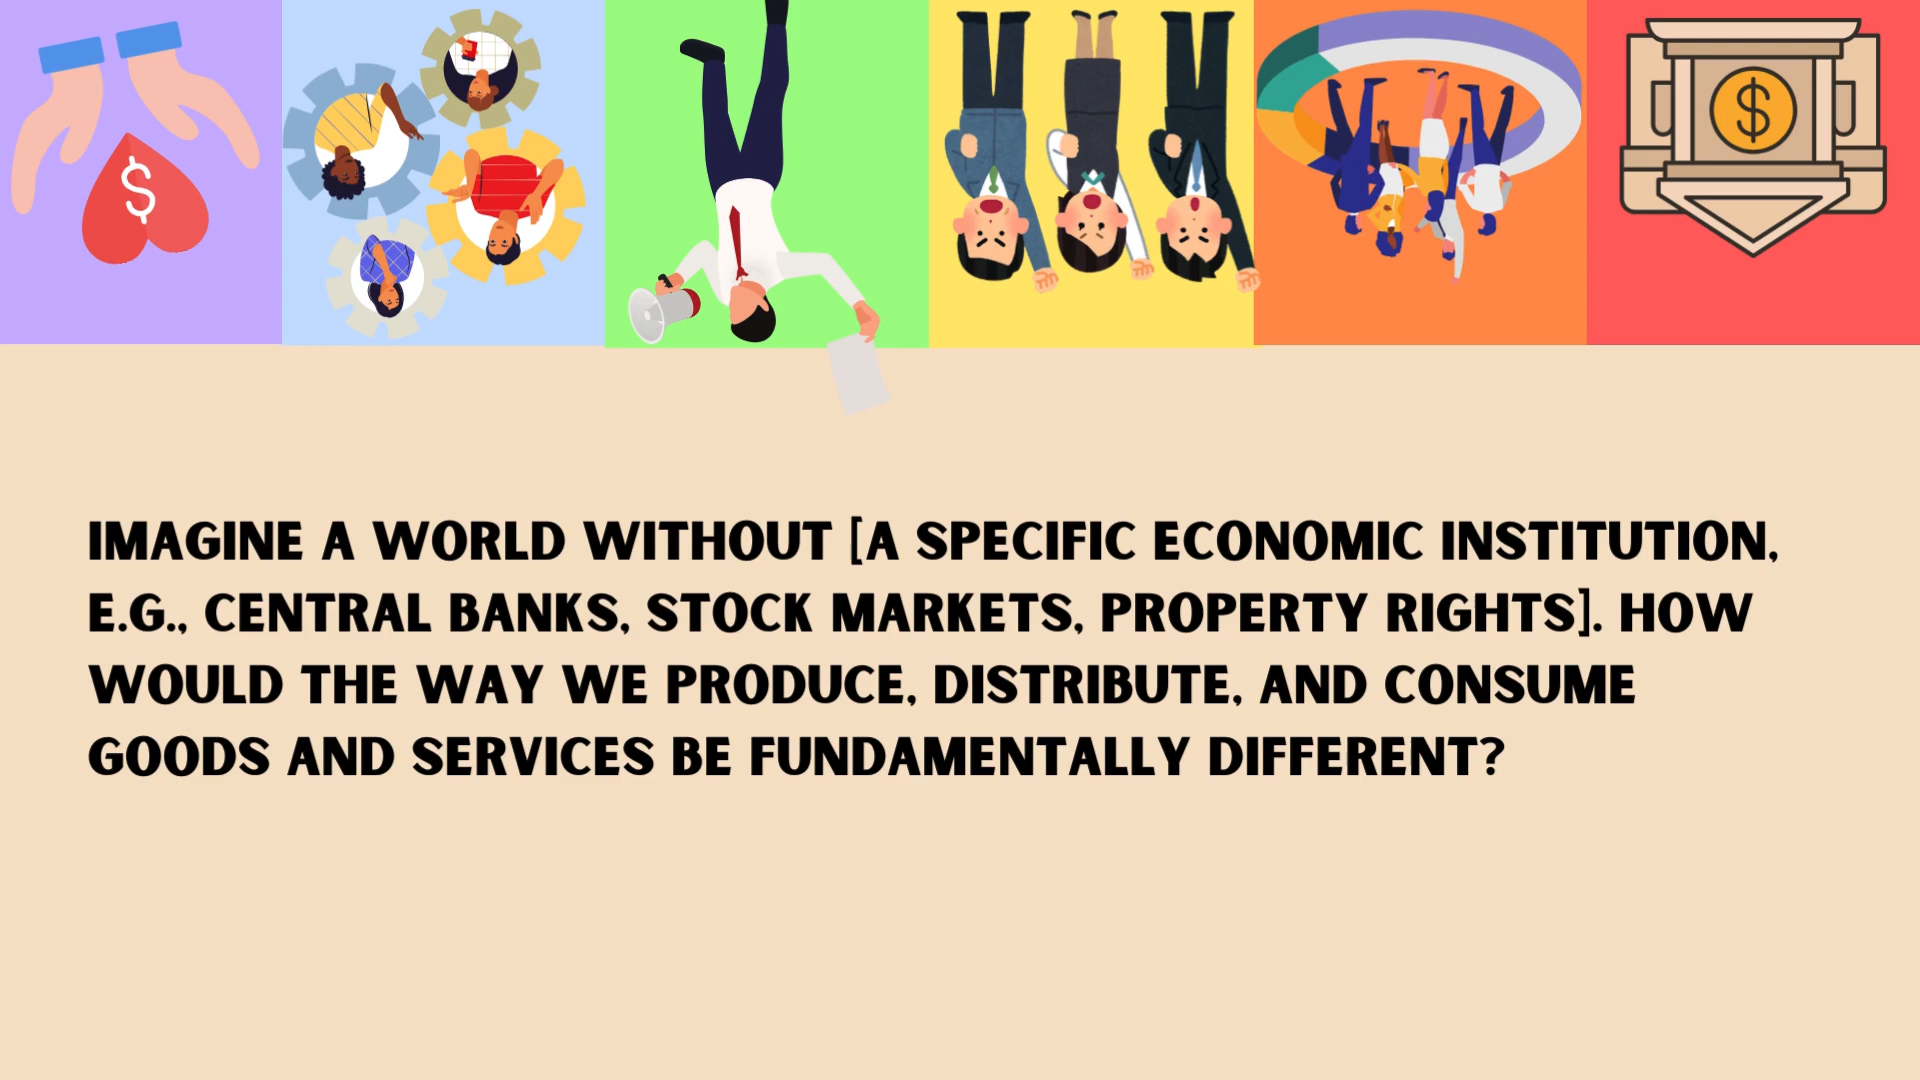 $
$
IMAGINE A WORLD WITHOUT [A SPECIFIC ECONOMIC INSTITUTION,
E.G., CENTRAL BANKS, STOCK MARKETS, PROPERTY RIGHTS]. HOW
WOULD THE WAY WE PRODUCE, DISTRIBUTE, AND CONSUME
GOODS AND SERVICES BE FUNDAMENTALLY DIFFERENT?